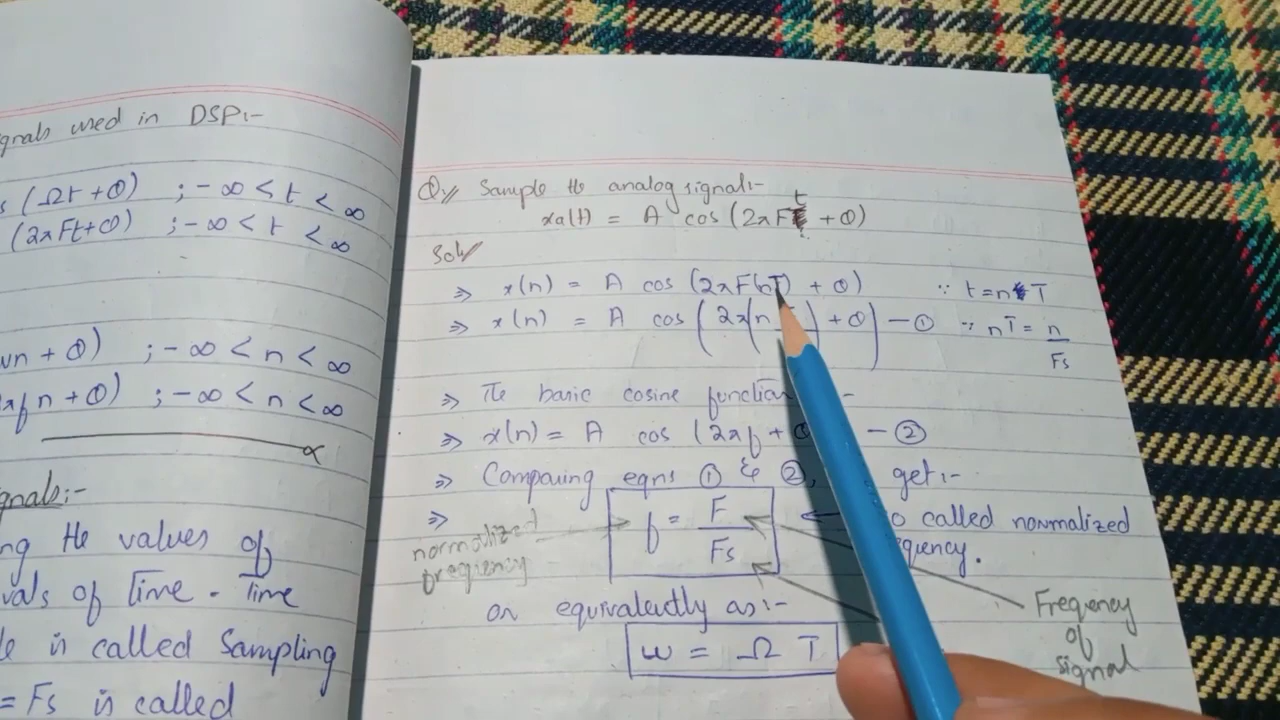 ignals used in DSP:-
s (Ωt + Θ) ; -∞ < t < ∞
(2πFt + Θ) ; -∞ < t < ∞
ωn + Θ) ; -∞ < n < ∞
πfn + Θ) ; -∞ < n < ∞
ignals:-
ng the values of
vals of Time. Time
le is called Sampling
= Fs is called
Q// Sample the analog signal:-
xa(t) = A cos (2πFt + Θ)
Sol//
⇒ x(n) = A cos (2πF(nT) + Θ) ∵ t = nT
⇒ x(n) = A cos (2π(n ) + Θ) - ① ∵ nT = n/Fs
⇒ The basic cosine function -
⇒ x(n) = A cos (2πf + - ②
⇒ Comparing eqns ① & ②, get:-
⇒ f = F/Fs ← o called normalized
normalized frequency
quency.
or equivalently as:-
ω = Ω T
Frequency
of
signal